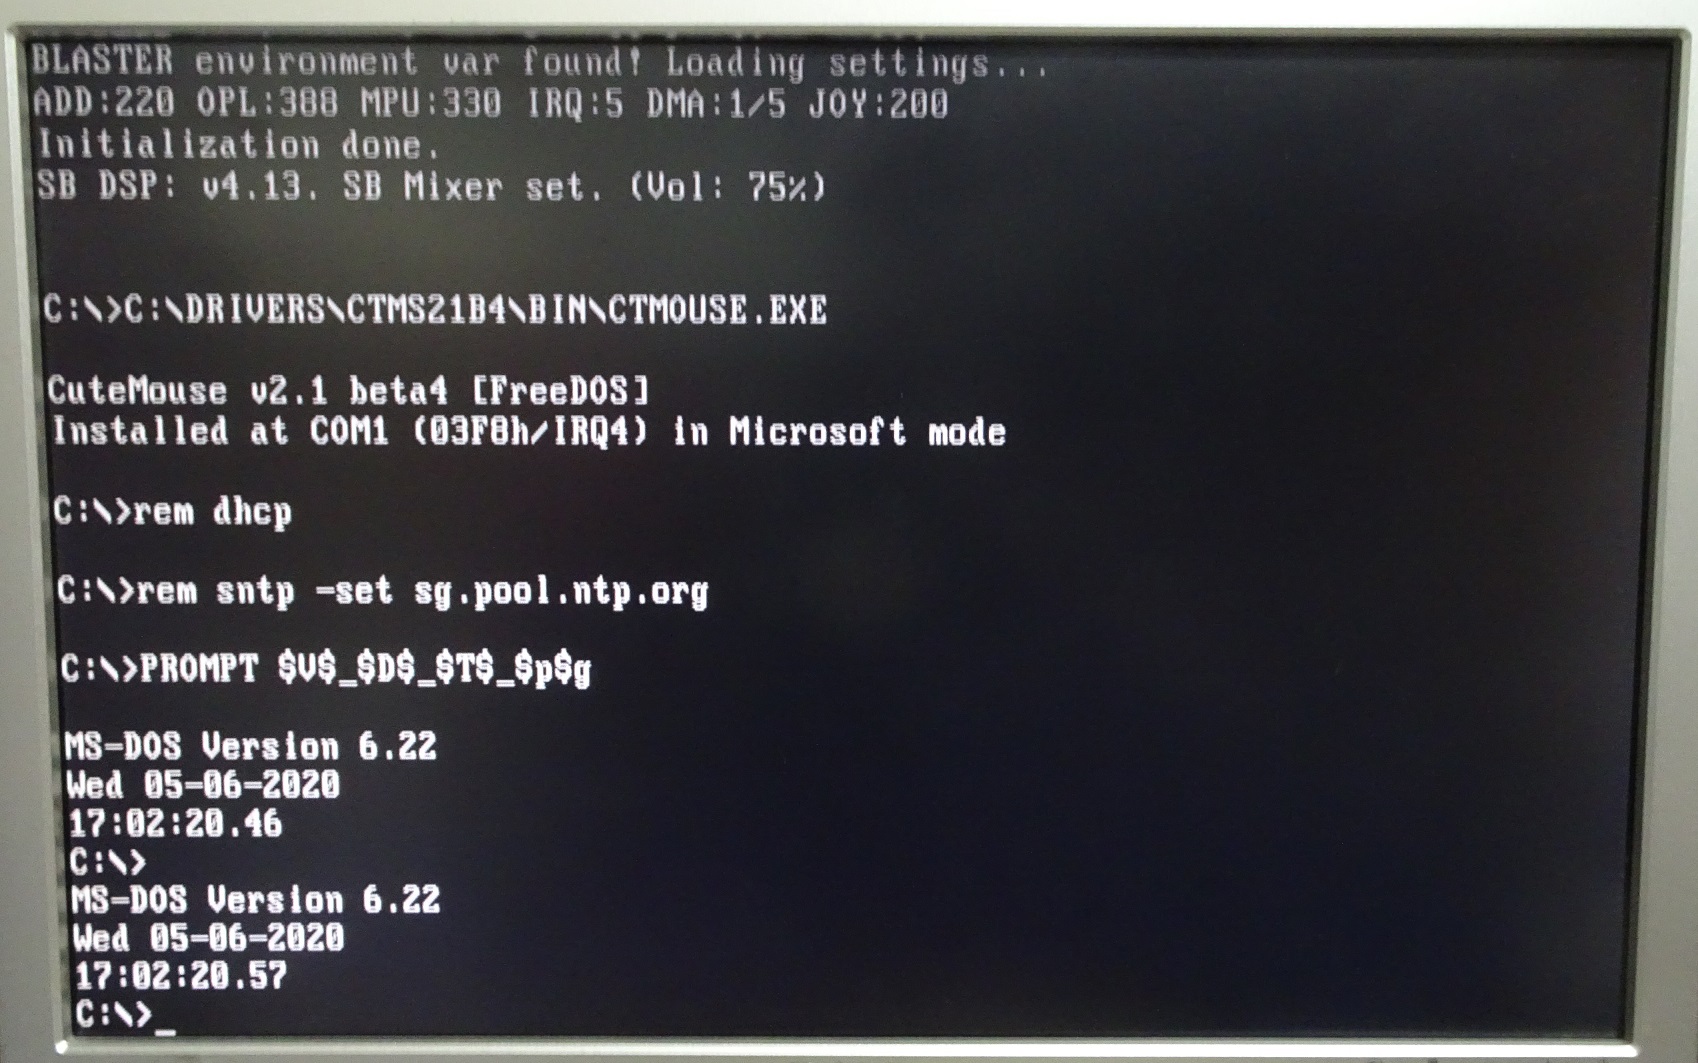 BLASTER environment var found! Loading settings...
ADD:220 OPL:388 MPU:330 IRQ:5 DMA:1/5 JOY:200
Initialization done.
SB DSP: v4.13. SB Mixer set. (Vol: 75%)
C:\>C:\DRIVERS\CTMS21B4\BIN\CTMOUSE.EXE
CuteMouse v2.1 beta4 [FreeDOS]
Installed at COM1 (03F8h/IRQ4) in Microsoft mode
C:\>rem dhcp
C:\>rem sntp -set sg.pool.ntp.org
C:\>PROMPT $V$_$D$_$T$_$p$g
MS-DOS Version 6.22
Wed 05-06-2020
17:02:20.46
C:\>
MS-DOS Version 6.22
Wed 05-06-2020
17:02:20.57
C:\>_